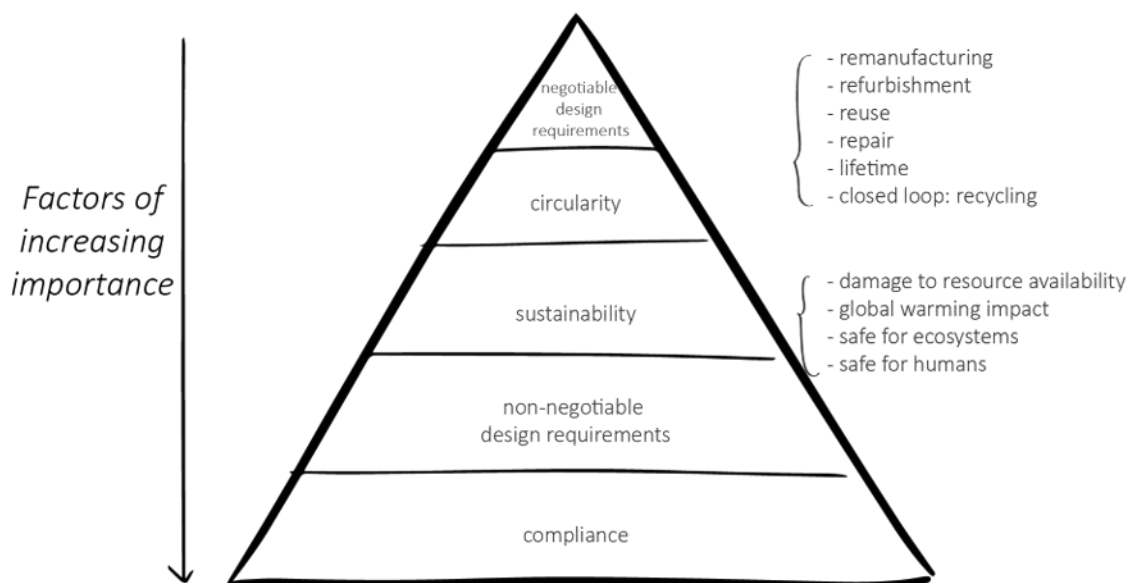 Factors of
increasing
importance
negotiable
design
requirements
circularity
sustainability
non-negotiable
design requirements
compliance
- remanufacturing
- refurbishment
- reuse
- repair
- lifetime
- closed loop: recycling
- damage to resource availability
- global warming impact
- safe for ecosystems
- safe for humans